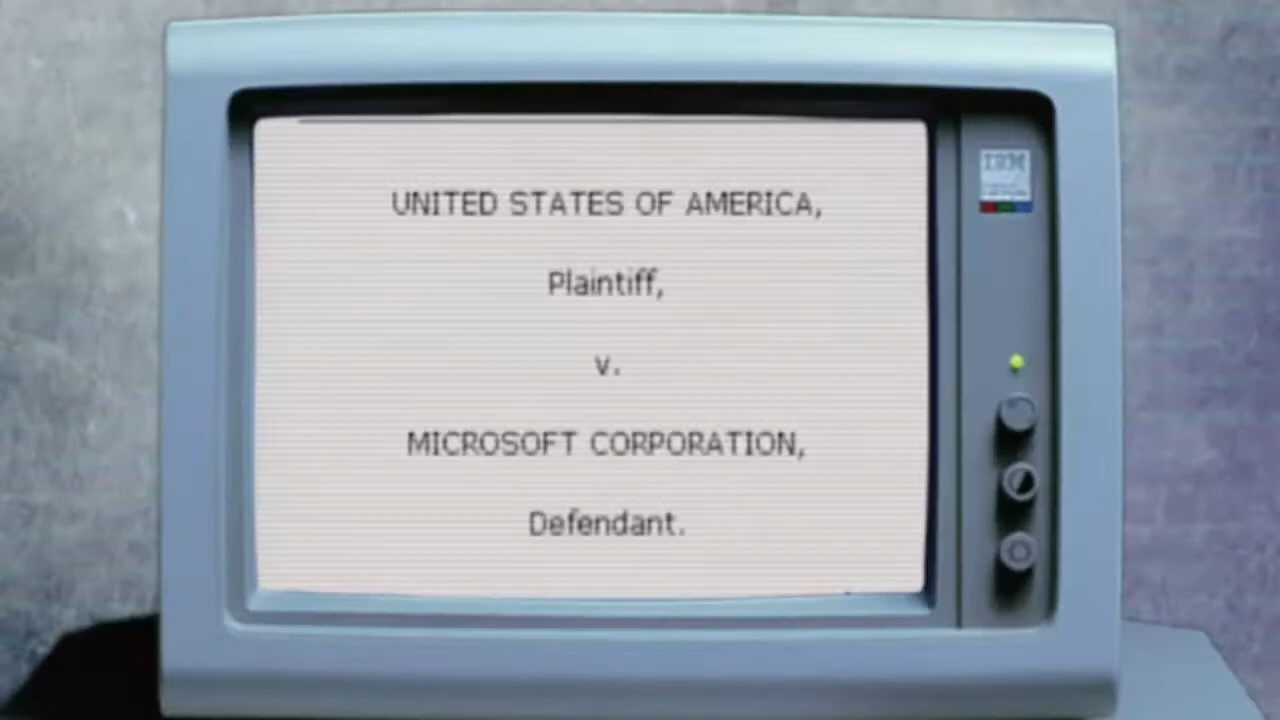 UNITED STATES OF AMERICA,
Plaintiff,
v.
MICROSOFT CORPORATION,
Defendant.
IBM